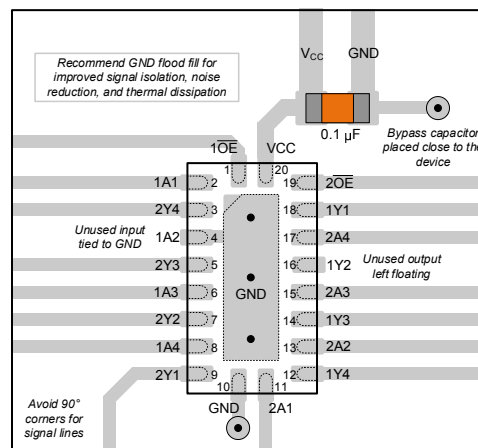 Recommend GND flood fill for
improved signal isolation, noise
reduction, and thermal dissipation
VCC GND
0.1 µF
Bypass capacitor
placed close to the
device
1O̅E̅ VCC
1 20
1A1 2 19 2O̅E̅
2Y4 3 18 1Y1
Unused input
tied to GND
1A2 4 17 2A4
2Y3 5 16 1Y2
Unused output
left floating
1A3 6 GND 15 2A3
2Y2 7 14 1Y3
1A4 8 13 2A2
2Y1 9 12 1Y4
10 11
GND 2A1
Avoid 90°
corners for
signal lines